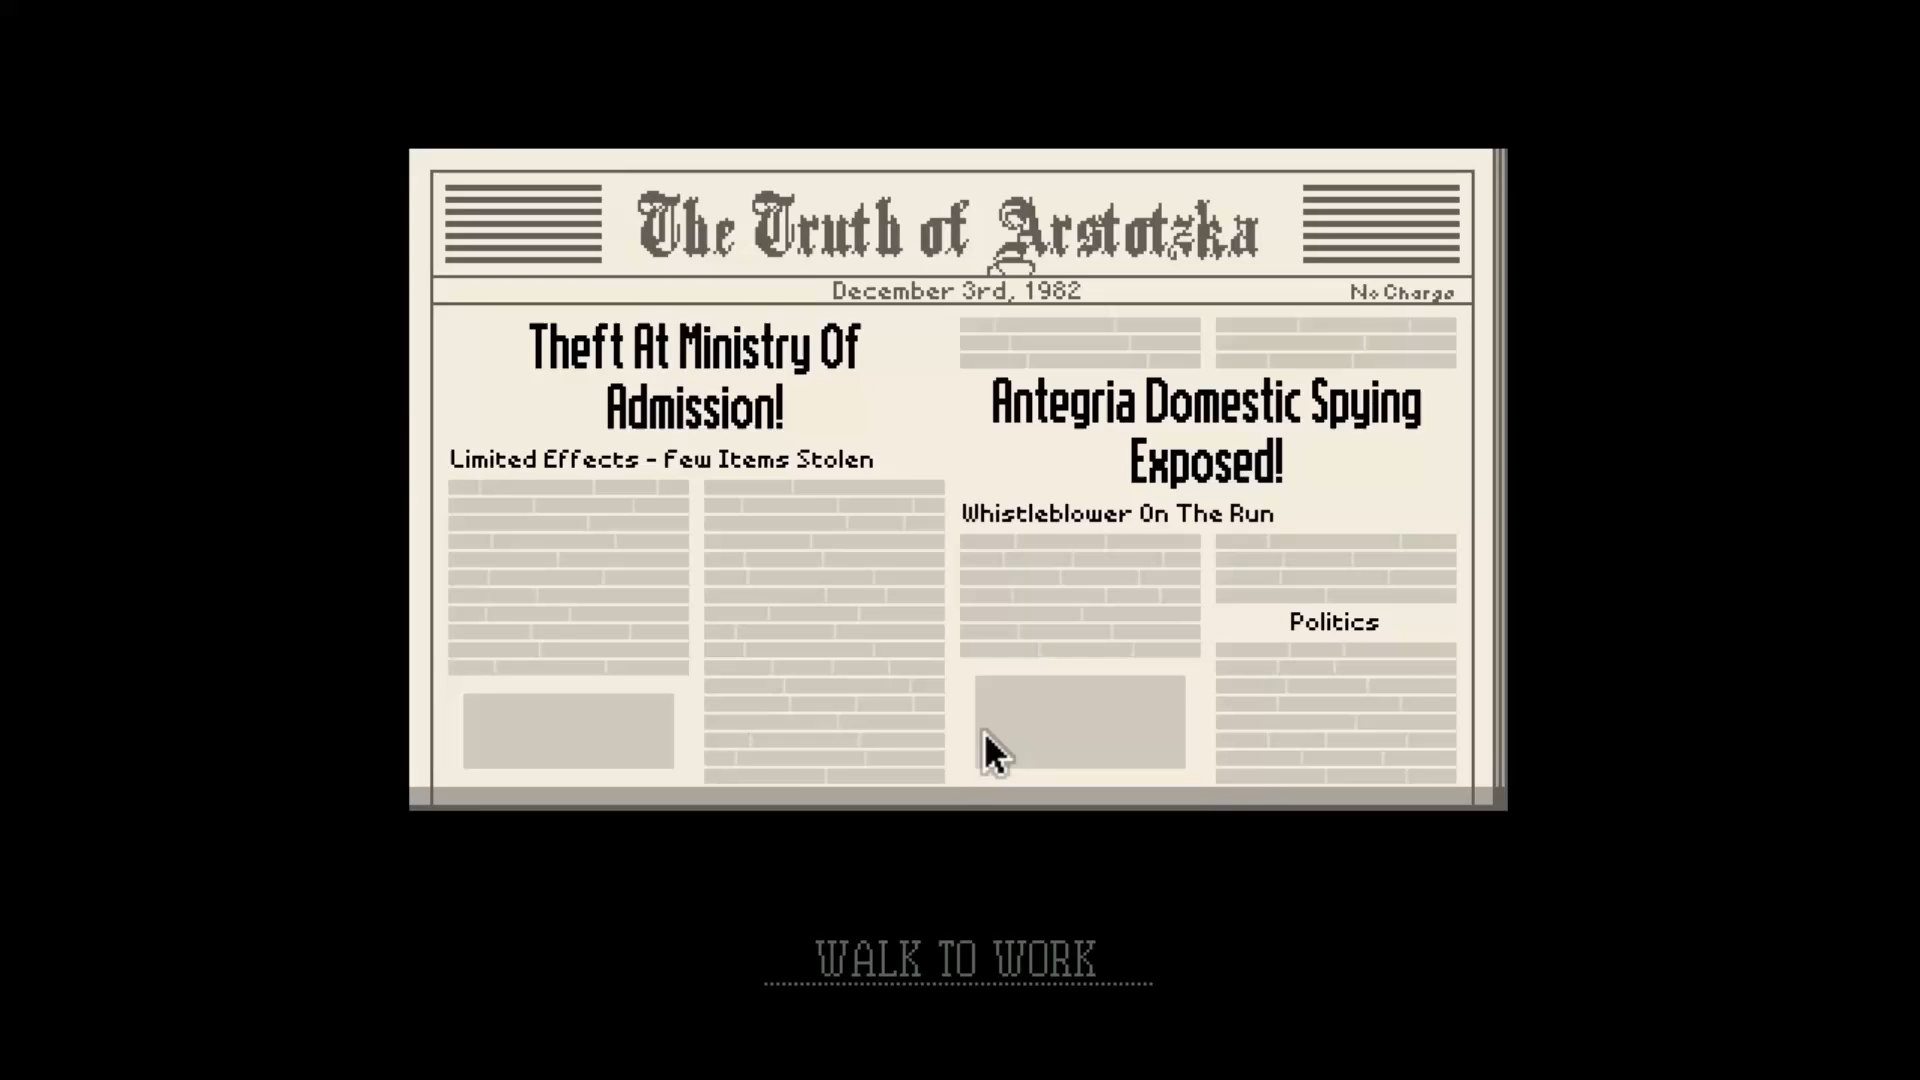 The Truth of Arstotzka
December 3rd, 1982
No Charge
Theft At Ministry Of
Admission!
Limited Effects - Few Items Stolen
Antegria Domestic Spying
Exposed!
Whistleblower On The Run
Politics
WALK TO WORK